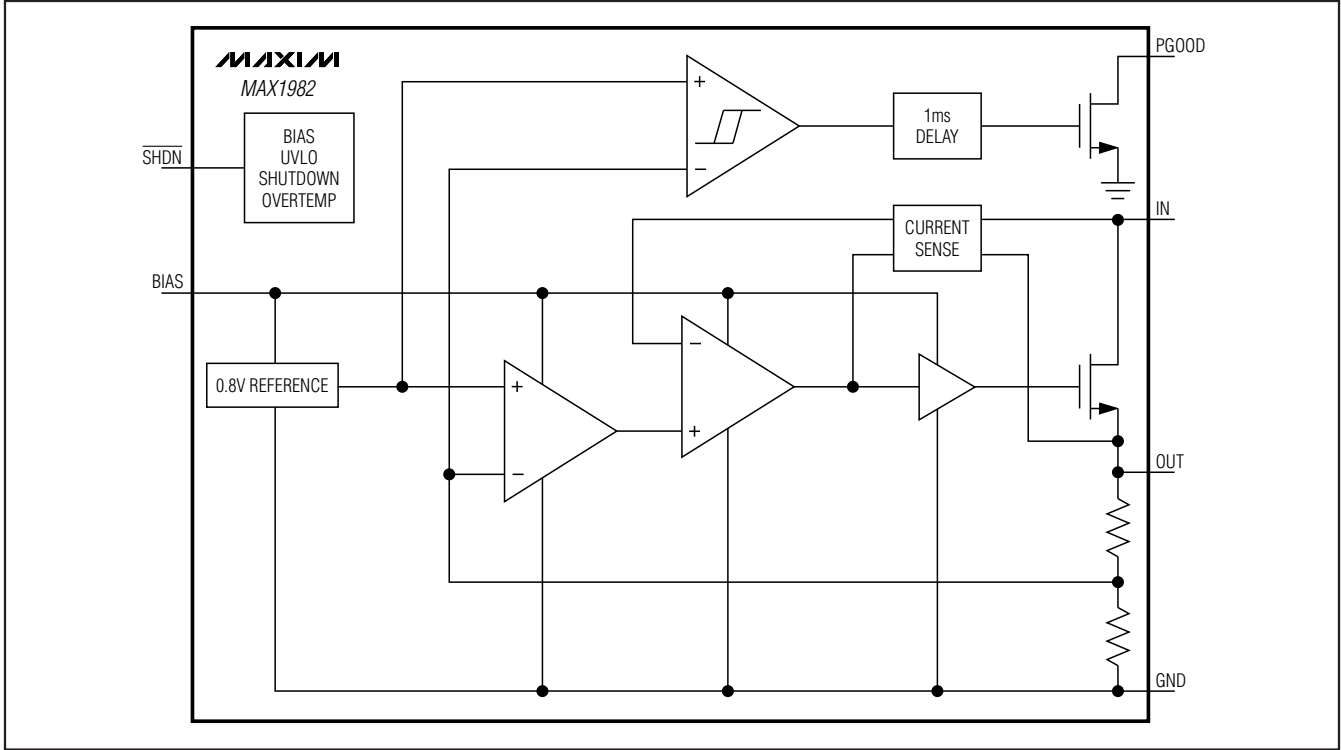 MAXIM
MAX1982
PGOOD
+
1ms
DELAY
BIAS
UVLO
SHUTDOWN
OVERTEMP
SHDN
−
IN
CURRENT
SENSE
BIAS
−
0.8V REFERENCE
+
+
−
OUT
GND